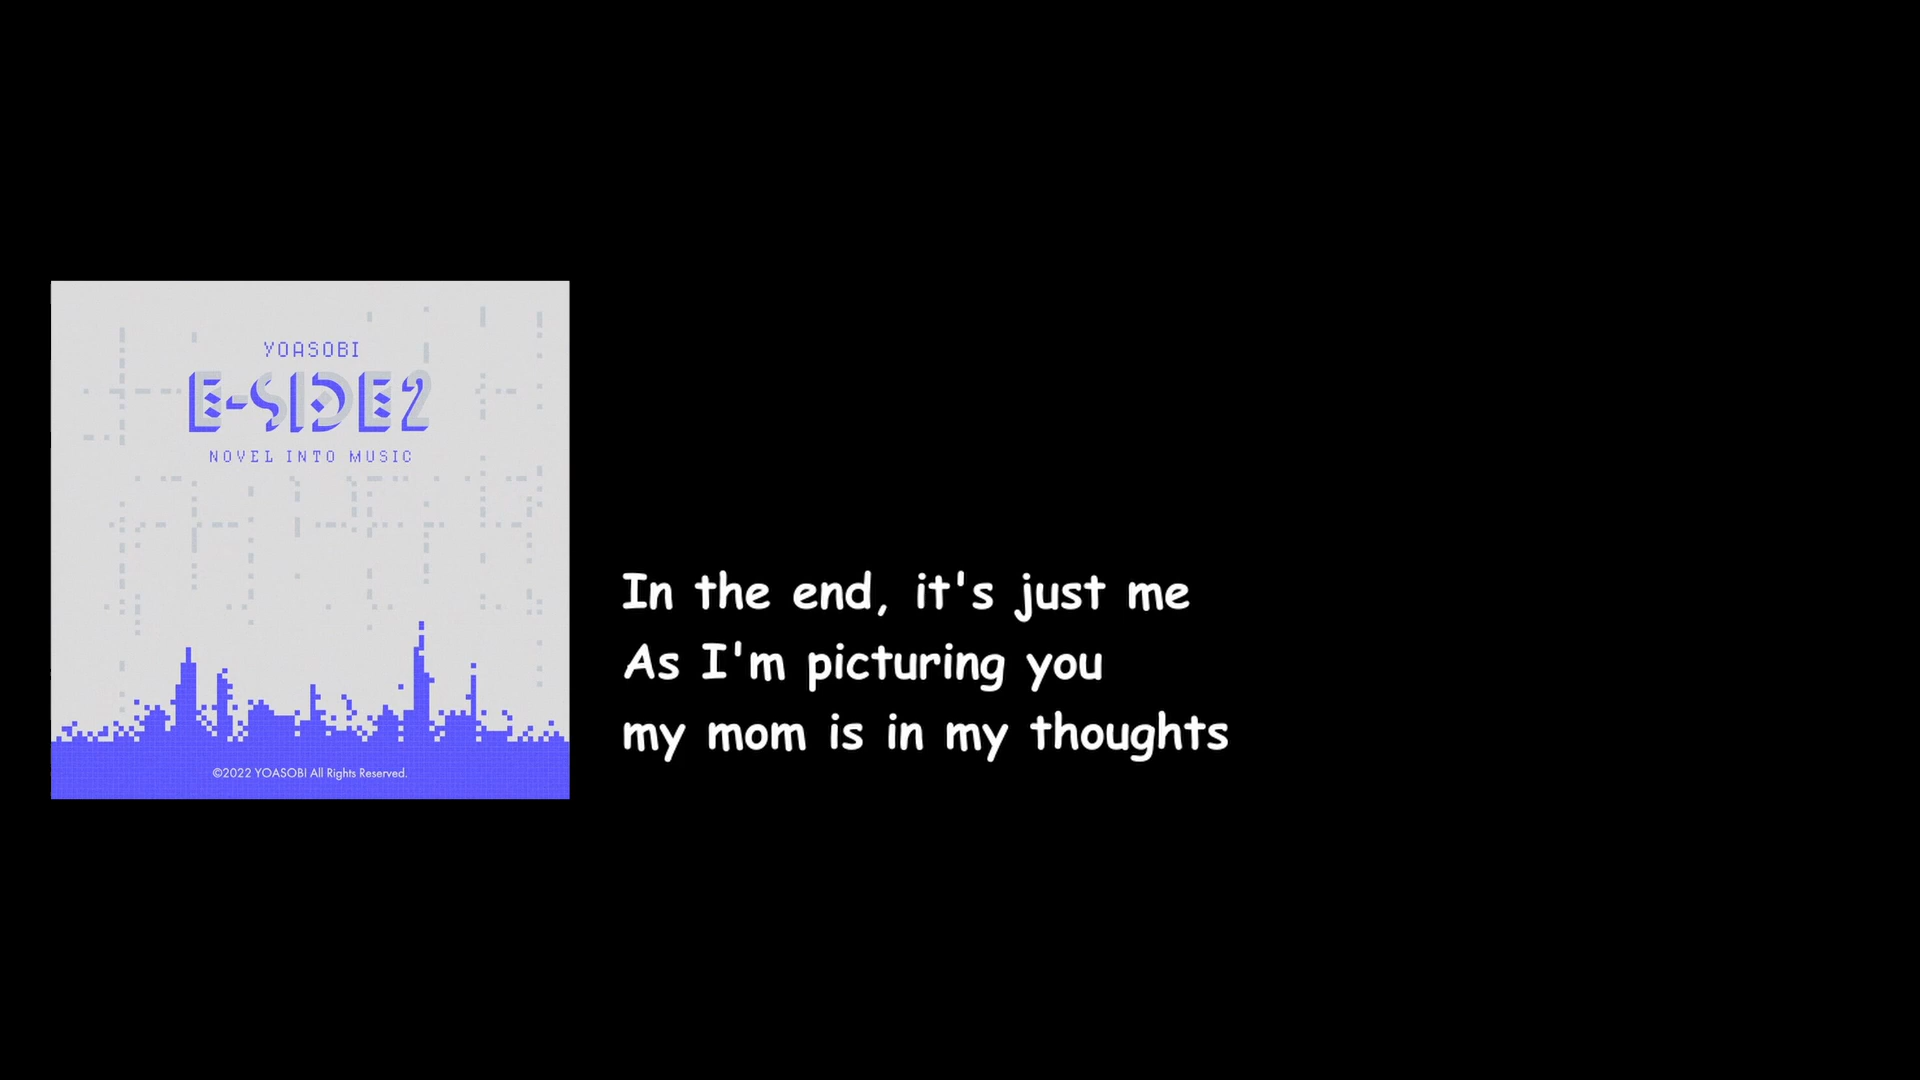 YOASOBI
E-SIDE2
NOVEL INTO MUSIC
©2022 YOASOBI All Rights Reserved.
In the end, it's just me
As I'm picturing you
my mom is in my thoughts